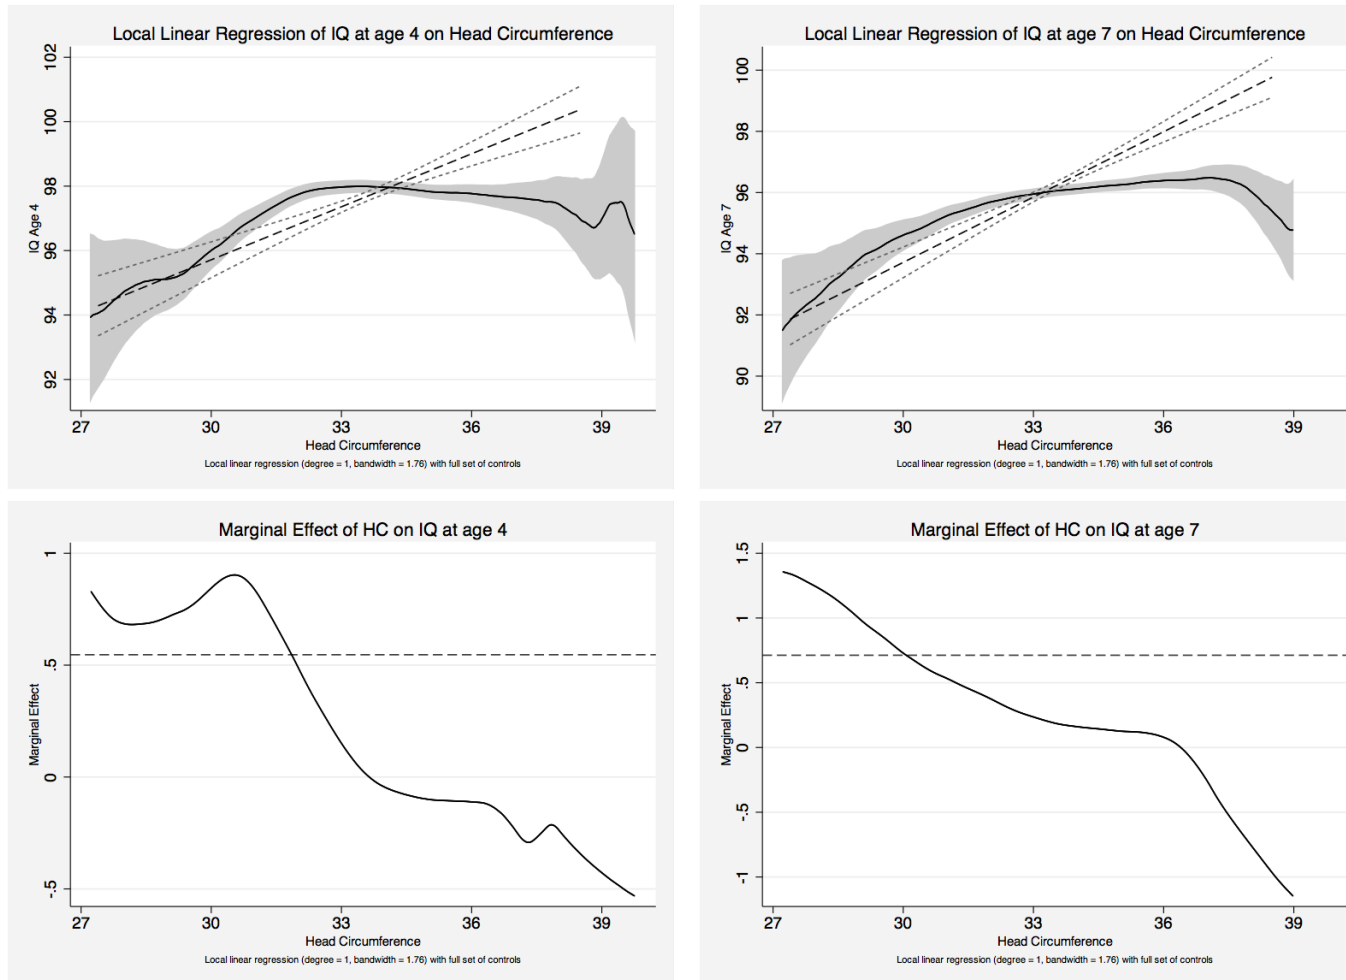 Local Linear Regression of IQ at age 4 on Head Circumference
IQ Age 4
102
100
98
96
94
92
27 30 33 36 39
Head Circumference
Local linear regression (degree = 1, bandwidth = 1.76) with full set of controls
Local Linear Regression of IQ at age 7 on Head Circumference
IQ Age 7
100
98
96
94
92
90
27 30 33 36 39
Head Circumference
Local linear regression (degree = 1, bandwidth = 1.76) with full set of controls
Marginal Effect of HC on IQ at age 4
Marginal Effect
1
.5
0
-.5
27 30 33 36 39
Head Circumference
Local linear regression (degree = 1, bandwidth = 1.76) with full set of controls
Marginal Effect of HC on IQ at age 7
Marginal Effect
1.5
1
.5
0
-.5
-1
27 30 33 36 39
Head Circumference
Local linear regression (degree = 1, bandwidth = 1.76) with full set of controls